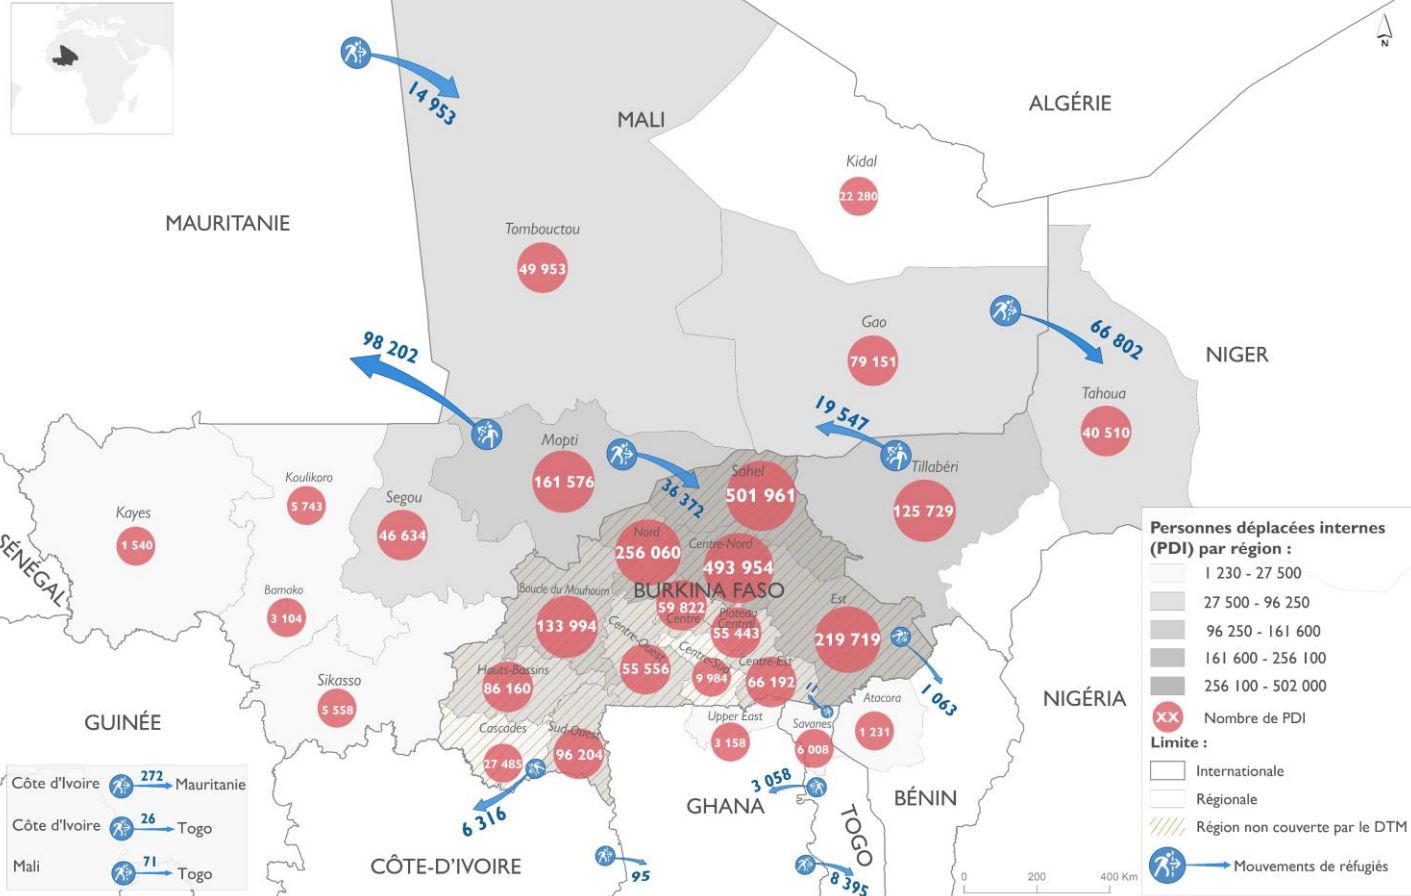 N
14 953
MALI
ALGÉRIE
Kidal
22 280
MAURITANIE
Tombouctou
49 953
98 202
Gao
79 151
66 802
NIGER
Tahoua
40 510
19 547
Mopti
161 576
36 372
Sahel
501 961
Tillabéri
125 729
Koulikoro
5 743
Segou
46 634
Kayes
1 540
SÉNÉGAL
Nord
256 060
Centre-Nord
493 954
BURKINA FASO
Bamako
3 104
Boucle du Mouhoum
133 994
59 822
Centre
Plateau
Central
55 443
Est
219 719
Centre-Ouest
55 556
Centre-Sud
9 984
Centre-Est
66 192
Hauts-Bassins
86 160
Sikasso
5 558
GUINÉE
Cascades
27 485
Sud-Ouest
96 204
Upper East
3 158
11
Savanes
6 008
Atacora
1 231
1 063
NIGÉRIA
6 316
3 058
GHANA
TOGO
BÉNIN
CÔTE-D'IVOIRE
95
8 395
Côte d'Ivoire 272 Mauritanie
Côte d'Ivoire 26 Togo
Mali 71 Togo
Personnes déplacées internes
(PDI) par région :
1 230 - 27 500
27 500 - 96 250
96 250 - 161 600
161 600 - 256 100
256 100 - 502 000
XX Nombre de PDI
Limite :
Internationale
Régionale
Région non couverte par le DTM
Mouvements de réfugiés
0 200 400 Km